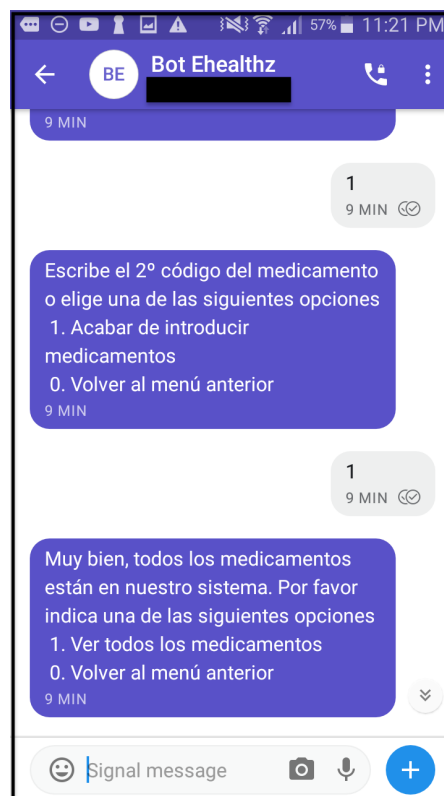 57% 11:21 PM
BE Bot Ehealthz
9 MIN
1
9 MIN
Escribe el 2º código del medicamento
o elige una de las siguientes opciones
1. Acabar de introducir
medicamentos
0. Volver al menú anterior
9 MIN
1
9 MIN
Muy bien, todos los medicamentos
están en nuestro sistema. Por favor
indica una de las siguientes opciones
1. Ver todos los medicamentos
0. Volver al menú anterior
9 MIN
Signal message